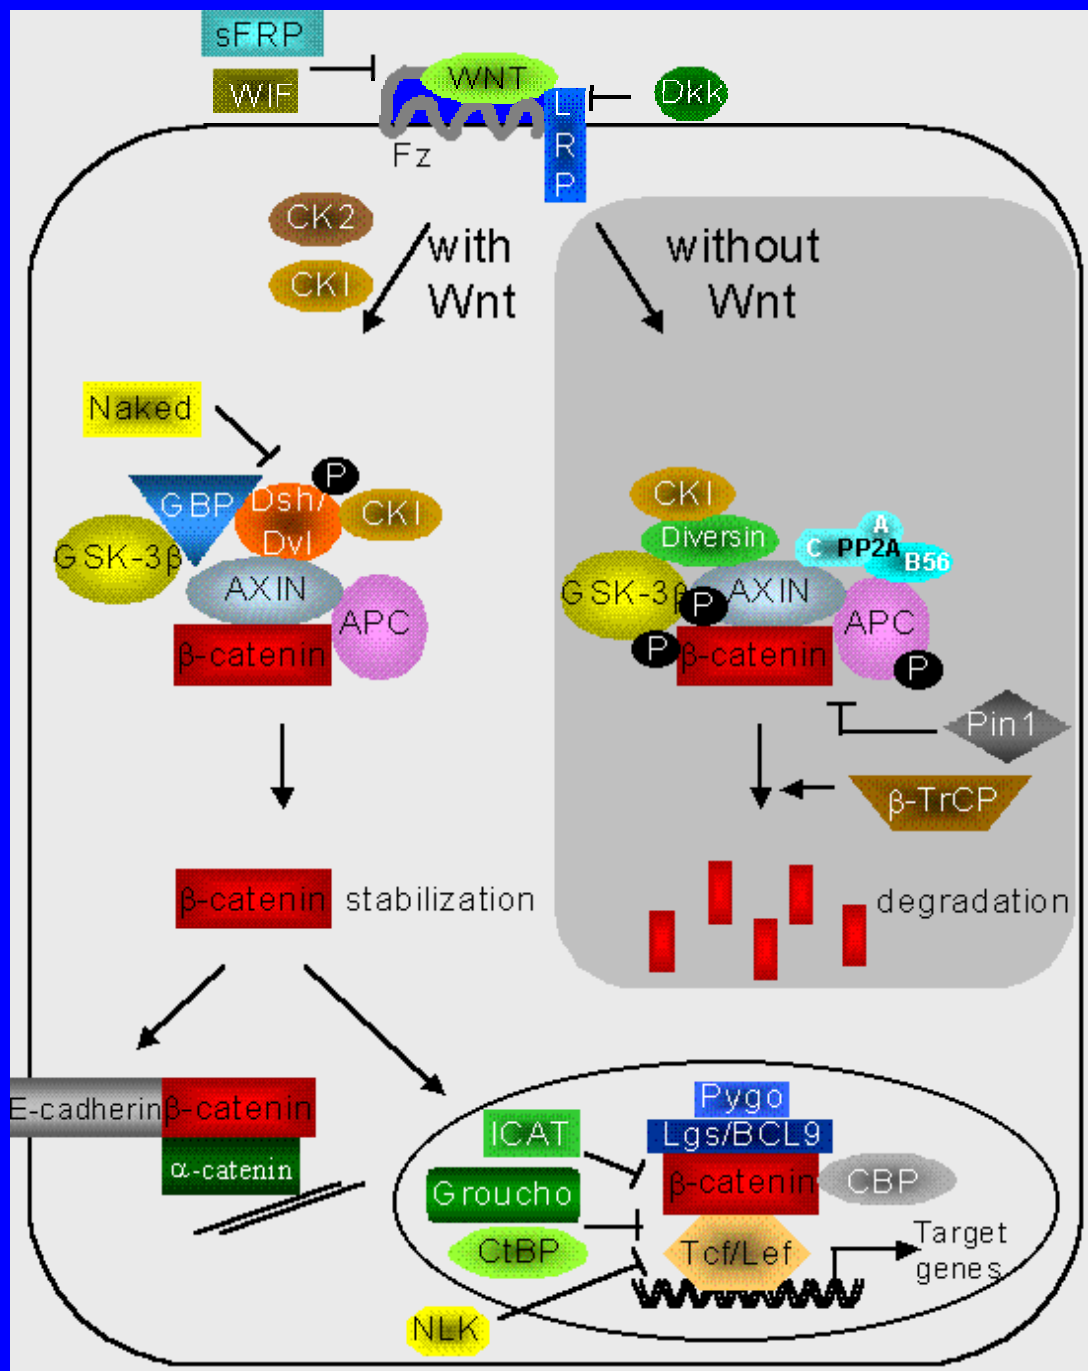 sFRP
WIF
WNT
Dkk
LRP
Fz
CK2
CKI
with
Wnt
without
Wnt
Naked
P
GBP
Dsh/
Dvl
CKI
GSK-3β
AXIN
APC
β-catenin
CKI
Diversin
A
C PP2A
B56
GSK-3β
P
AXIN
APC
P
β-catenin
P
Pin1
β-TrCP
β-catenin
stabilization
degradation
E-cadherin
β-catenin
α-catenin
Pygo
Lgs/BCL9
ICAT
β-catenin
CBP
Groucho
CtBP
Tcf/Lef
Target
genes
NLK